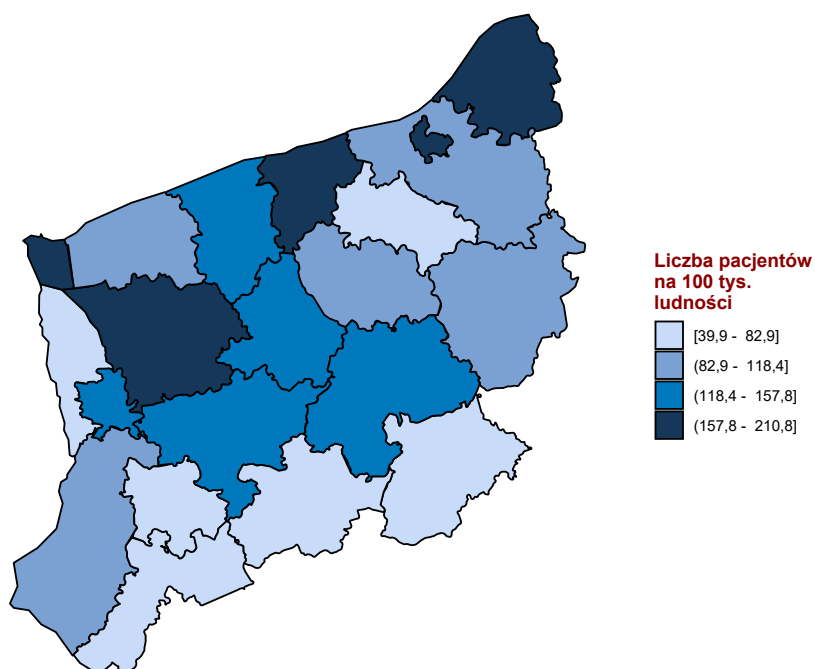 Liczba pacjentów
na 100 tys.
ludności
[39,9 - 82,9]
(82,9 - 118,4]
(118,4 - 157,8]
(157,8 - 210,8]